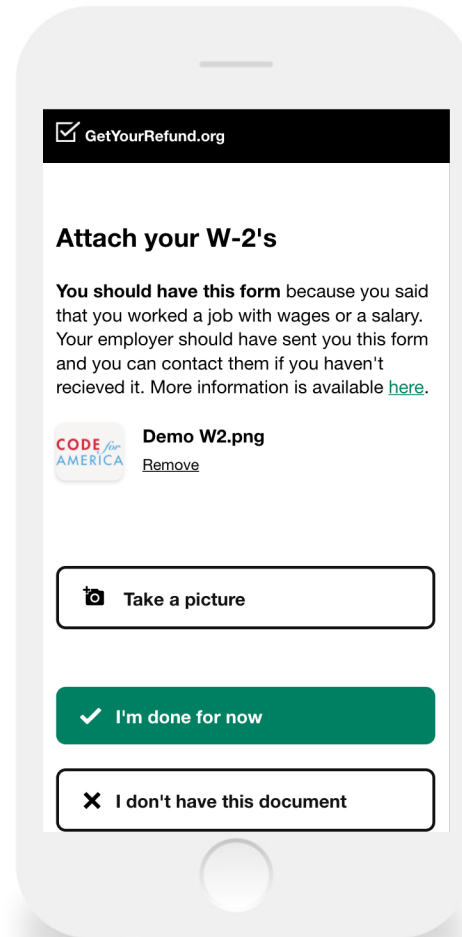 GetYourRefund.org
Attach your W-2's
You should have this form because you said
that you worked a job with wages or a salary.
Your employer should have sent you this form
and you can contact them if you haven't
recieved it. More information is available here.
CODE for
AMERICA
Demo W2.png
Remove
Take a picture
I'm done for now
I don't have this document